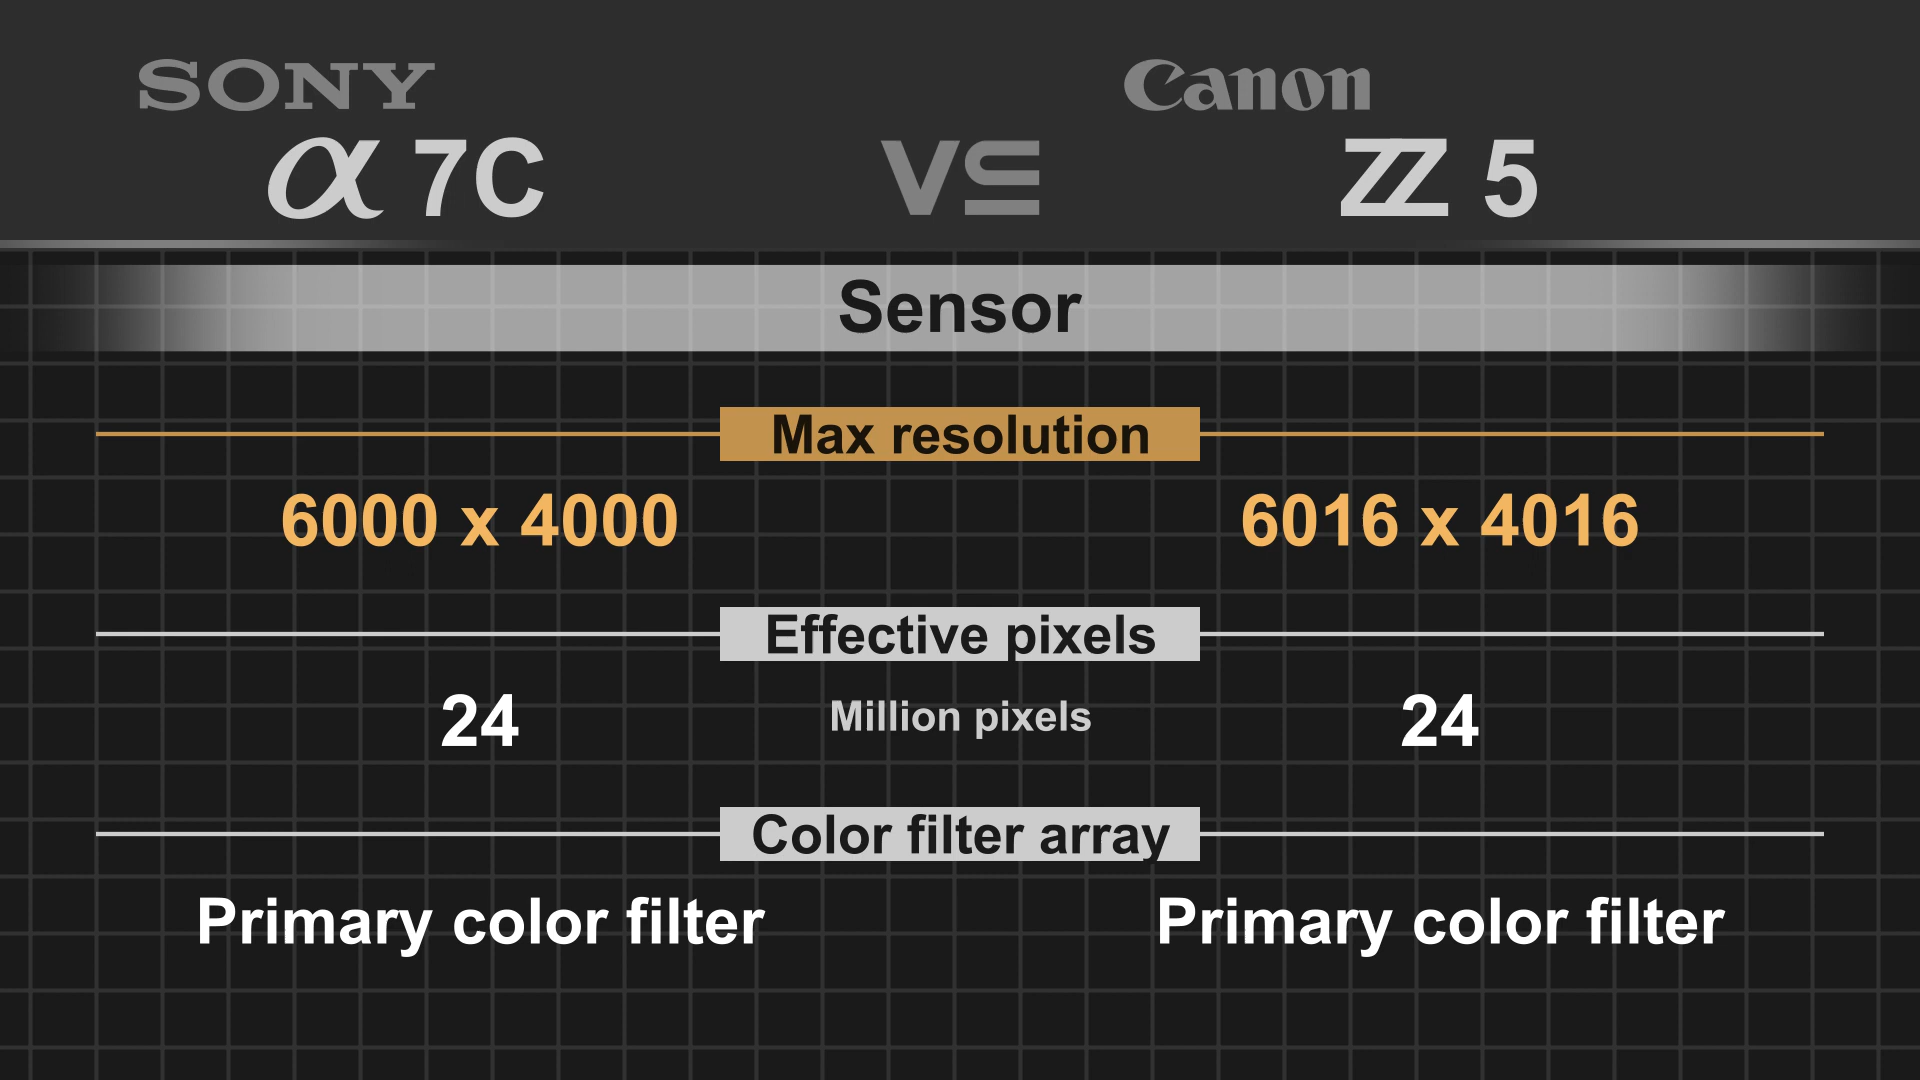 SONY
Canon
α 7C
VS
ZZ 5
Sensor
Max resolution
6000 x 4000
6016 x 4016
Effective pixels
24
Million pixels
24
Color filter array
Primary color filter
Primary color filter